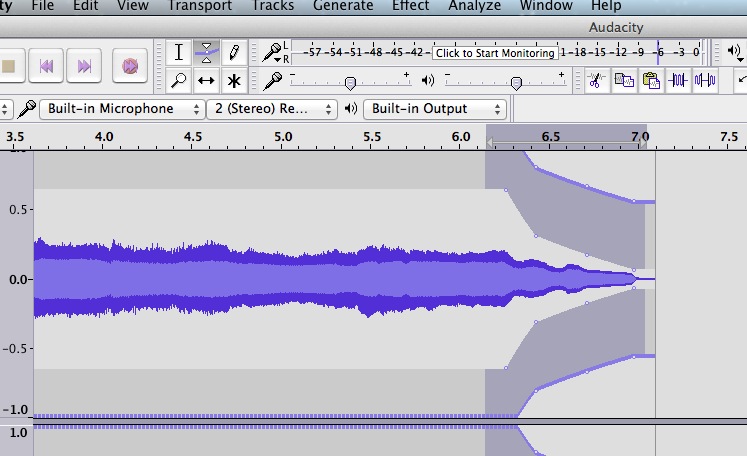 ty File Edit View Transport Tracks Generate Effect Analyze Window Help
Audacity
L
R
-57 -54 -51 -48 -45 -42 Click to Start Monitoring 1 -18 -15 -12 -9 -6 -3 0
- + - +
Built-in Microphone 2 (Stereo) Re... Built-in Output
3.5 4.0 4.5 5.0 5.5 6.0 6.5 7.0 7.5
0.5
0.0
-0.5
-1.0
1.0